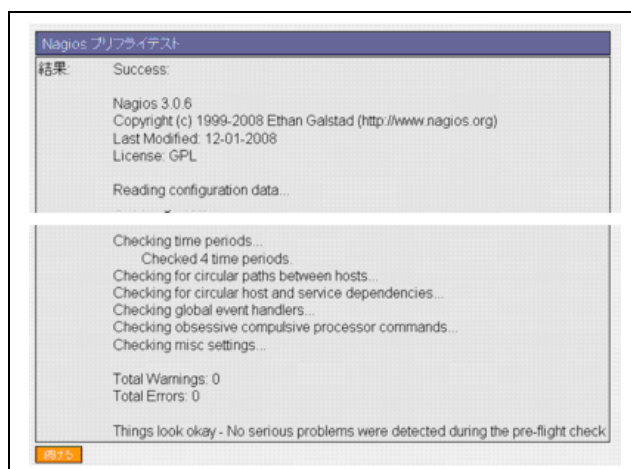 Nagios プリフライテスト
結果: Success:
Nagios 3.0.6
Copyright (c) 1999-2008 Ethan Galstad (http://www.nagios.org)
Last Modified: 12-01-2008
License: GPL
Reading configuration data...
Checking time periods...
Checked 4 time periods.
Checking for circular paths between hosts...
Checking for circular host and service dependencies...
Checking global event handlers...
Checking obsessive compulsive processor commands...
Checking misc settings...
Total Warnings: 0
Total Errors: 0
Things look okay - No serious problems were detected during the pre-flight check
続ける